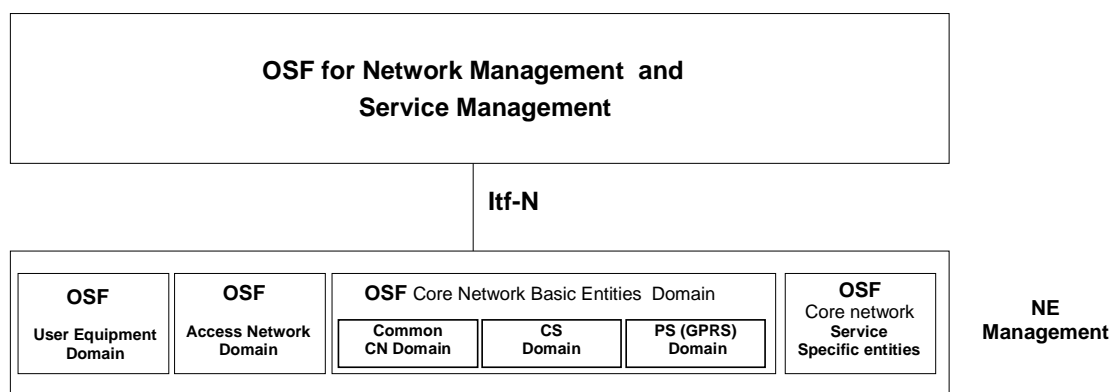 OSF for Network Management and
Service Management
Itf-N
OSF
User Equipment
Domain
OSF
Access Network
Domain
OSF Core Network Basic Entities Domain
Common
CN Domain
CS
Domain
PS (GPRS)
Domain
OSF
Core network
Service
Specific entities
NE
Management